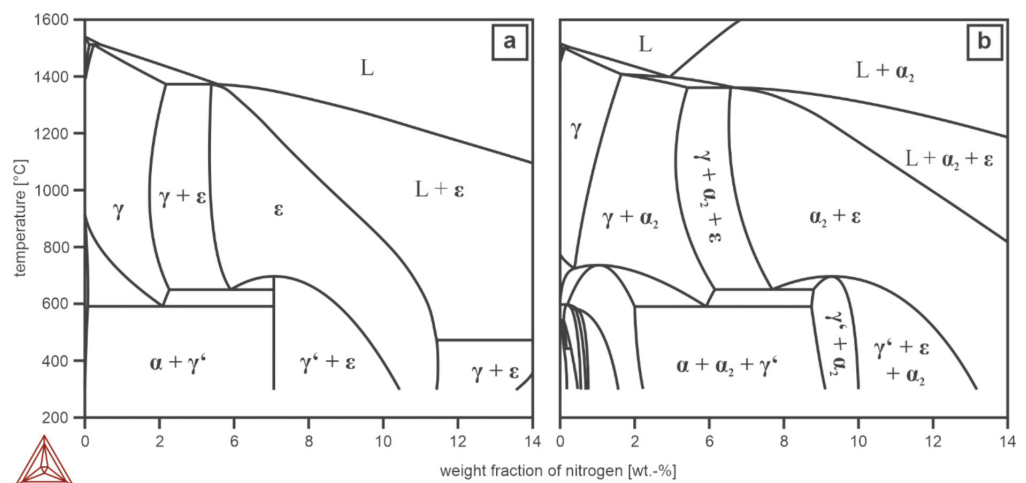 temperature [°C]
1600
1400
1200
1000
800
600
400
200
a
L
γ
γ + ε
ε
L + ε
α + γ‘
γ‘ + ε
γ + ε
0 2 4 6 8 10 12 14
b
L
L + α₂
γ
γ + α₂ + ε
L + α₂ + ε
γ + α₂
α₂ + ε
α + α₂ + γ‘
γ‘ + α₂
γ‘ + ε
+ α₂
0 2 4 6 8 10 12 14
weight fraction of nitrogen [wt.-%]